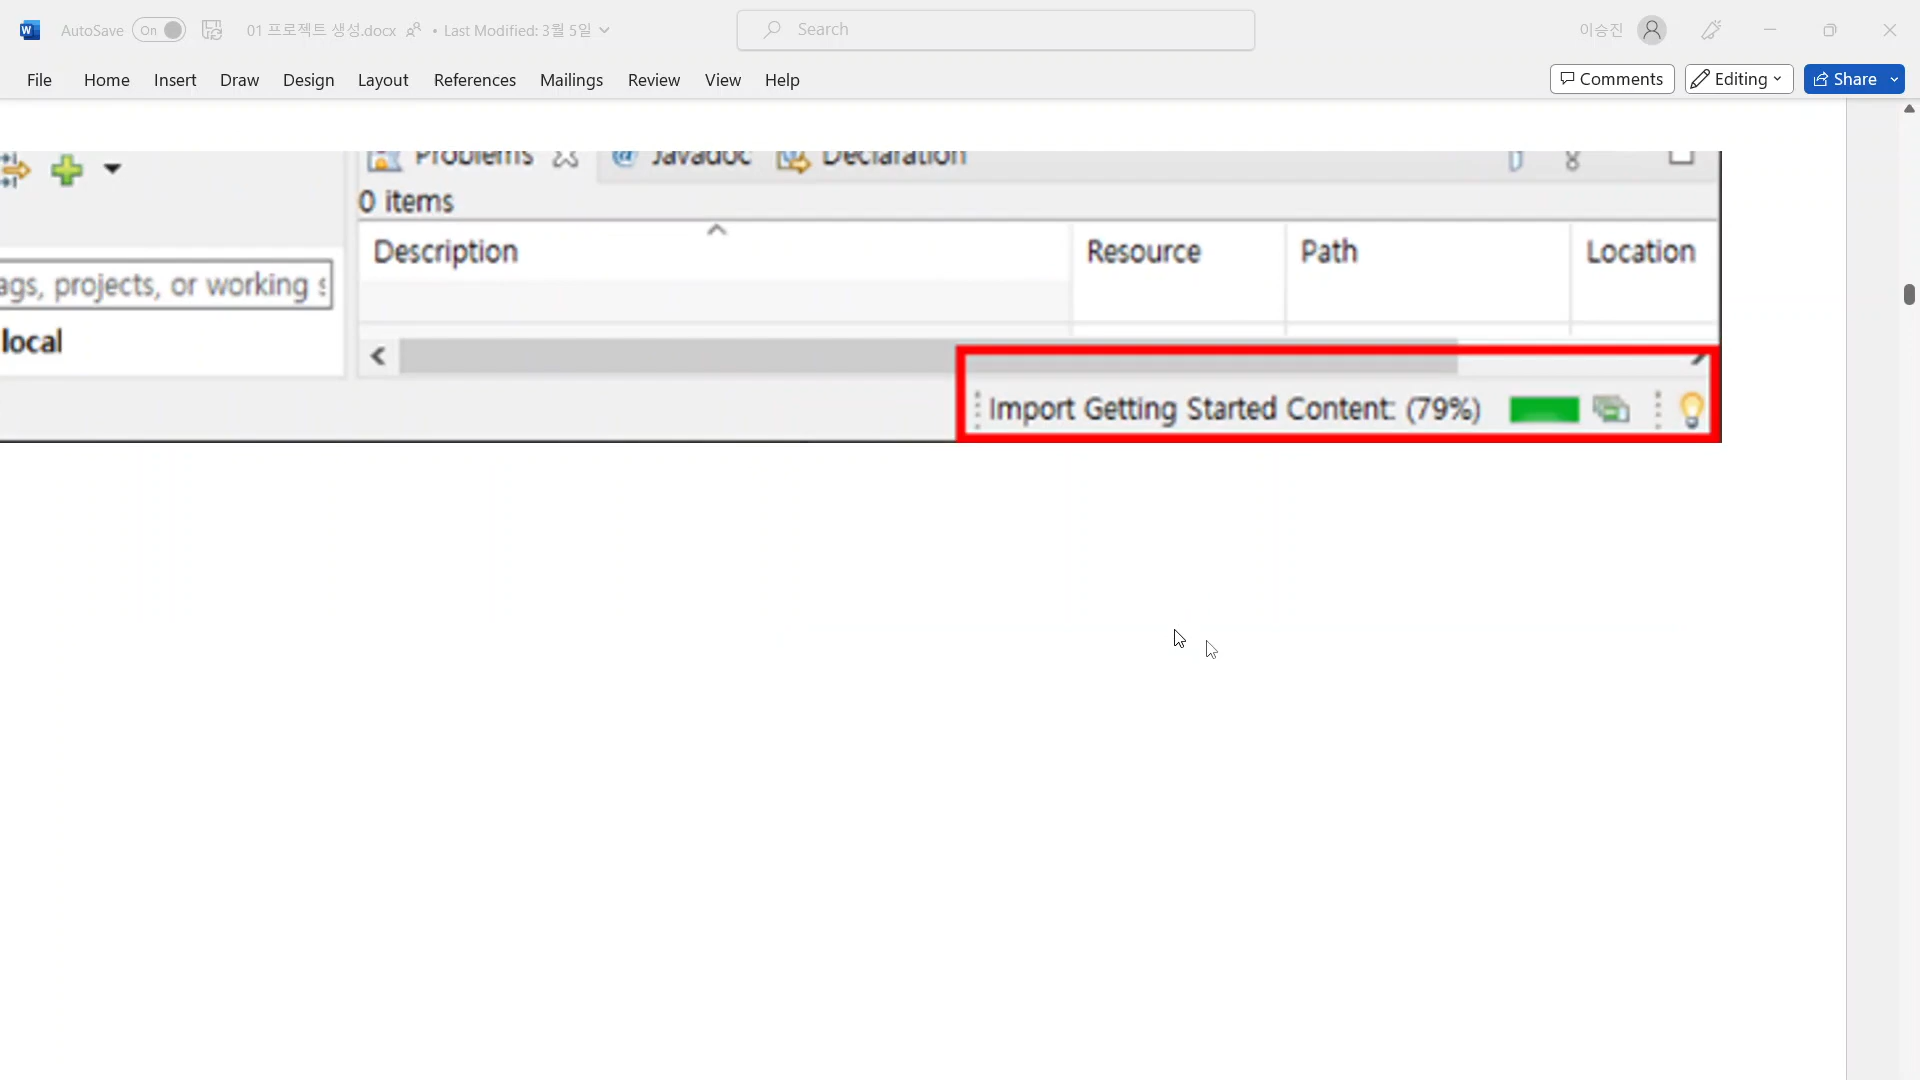 AutoSave On 01 프로젝트 생성.docx • Last Modified: 3월 5일 Search 이승진
File Home Insert Draw Design Layout References Mailings Review View Help Comments Editing Share
Problems @ Javadoc Declaration
0 items
Description Resource Path Location
ags, projects, or working s
local
Import Getting Started Content: (79%)